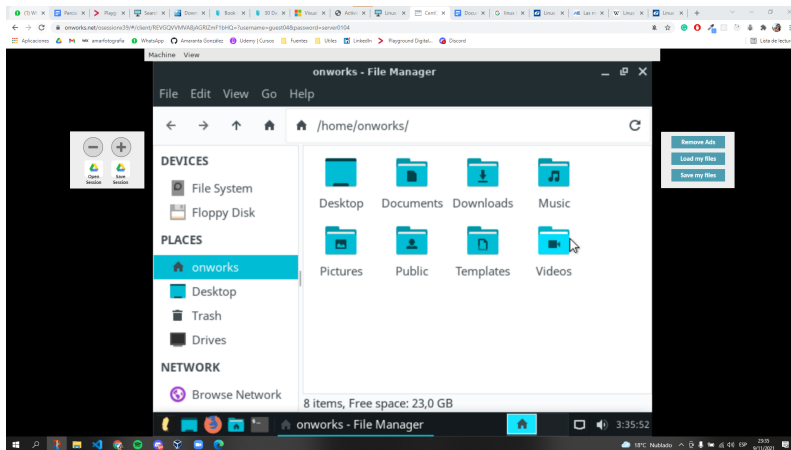 onworks.net/osessions39/#/client/
Aplicaciones
amarfotografia
WhatsApp
Amaranta González
Udemy | Cursos
Fuentes
Utiles
LinkedIn
Playground Digital...
Discord
Lista de lectur
Machine View
onworks - File Manager
File Edit View Go Help
/home/onworks/
DEVICES
File System
Floppy Disk
PLACES
onworks
Desktop
Trash
Drives
NETWORK
Browse Network
Desktop Documents Downloads Music
Pictures Public Templates Videos
8 items, Free space: 23,0 GB
Open Session
Save Session
Remove Ads
Load my files
Save my files
onworks - File Manager
3:35:52
18°C Nublado
ESP
23:35
9/11/2021